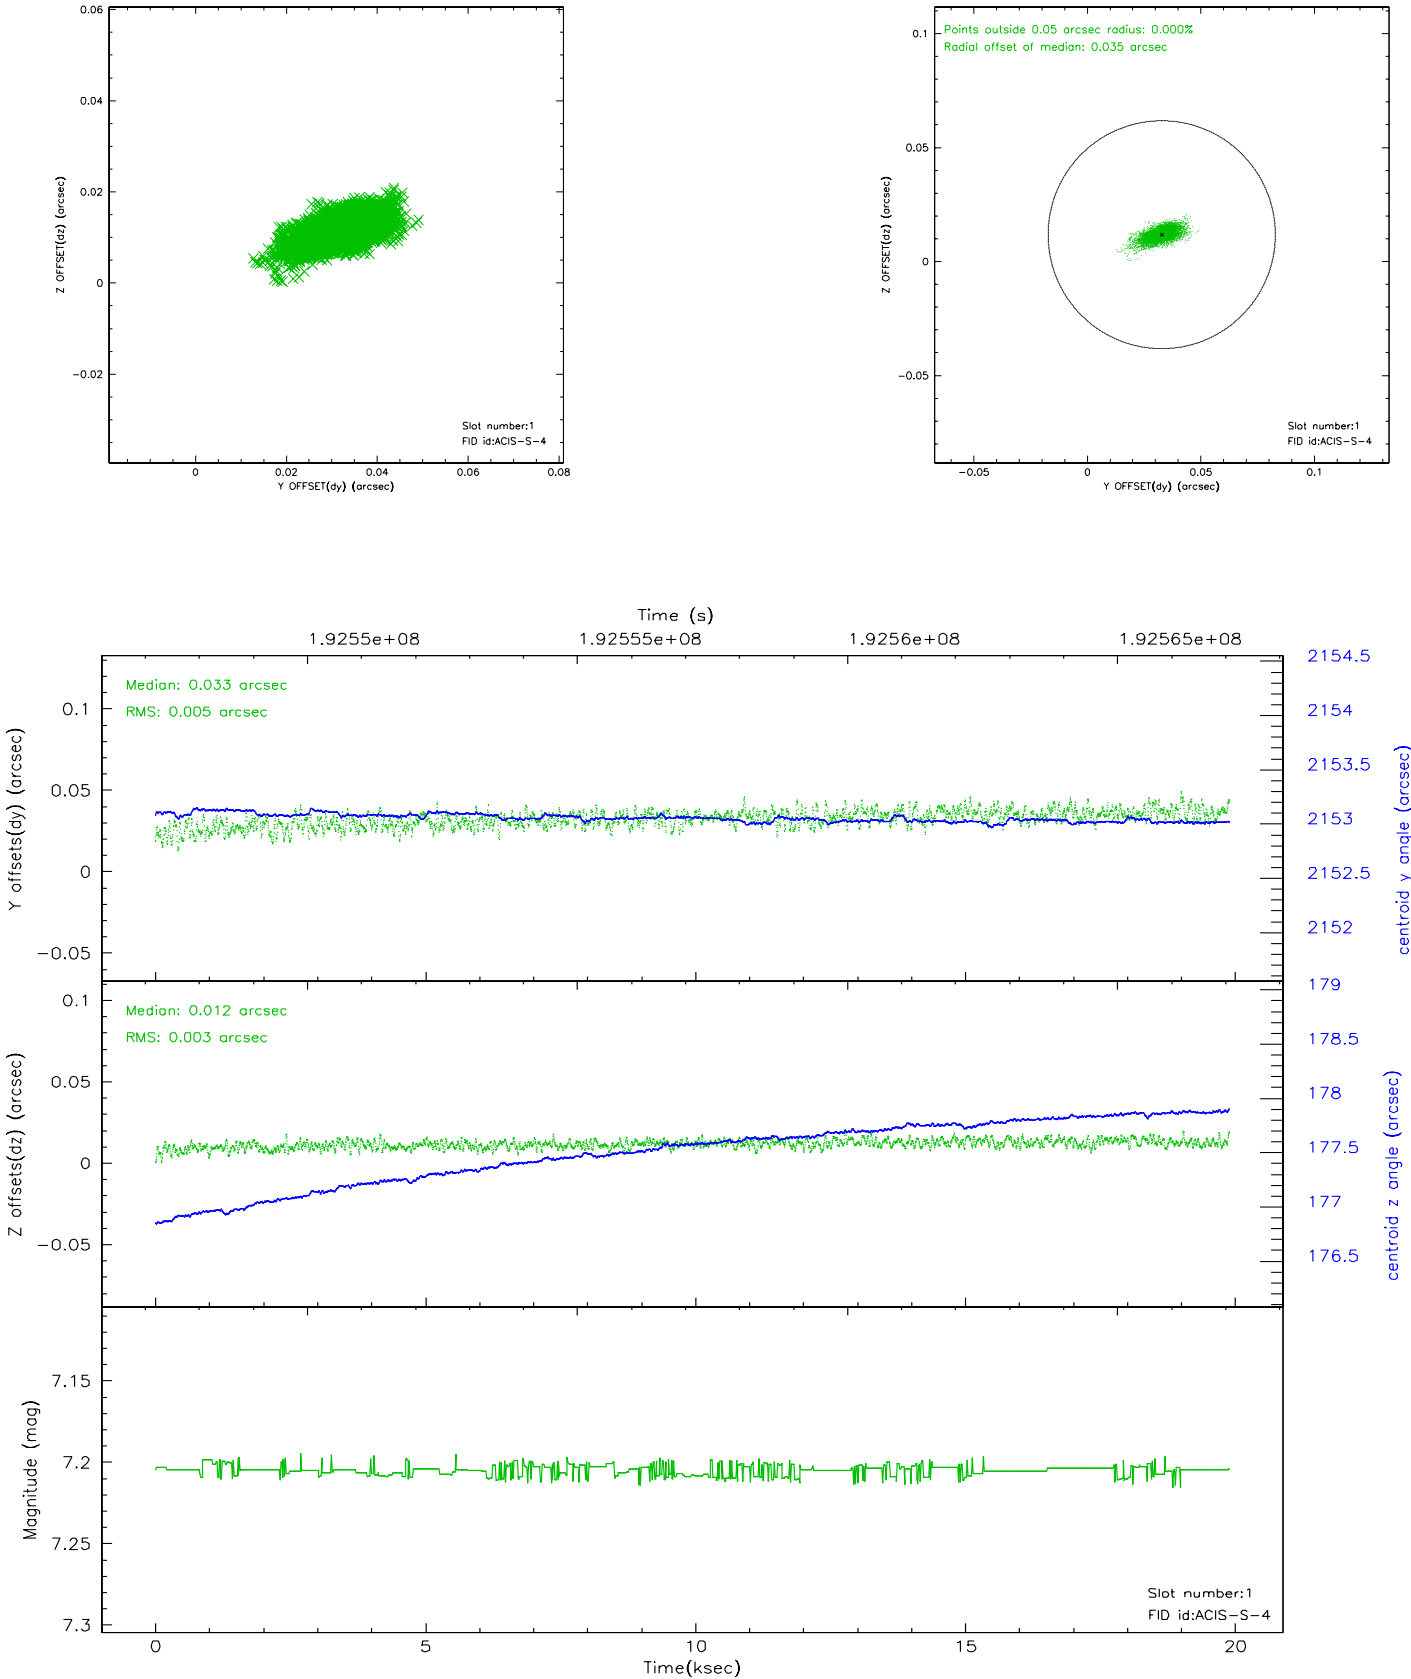 0.06
0.04
0.02
0
−0.02
Z OFFSET(dz) (arcsec)
Slot number:1
FID id:ACIS−S−4
0 0.02 0.04 0.06 0.08
Y OFFSET(dy) (arcsec)
Points outside 0.05 arcsec radius: 0.000%
Radial offset of median: 0.035 arcsec
0.1
0.05
0
−0.05
Z OFFSET(dz) (arcsec)
Slot number:1
FID id:ACIS−S−4
−0.05 0 0.05 0.1
Y OFFSET(dy) (arcsec)
Time (s)
1.9255e+08 1.92555e+08 1.9256e+08 1.92565e+08
Median: 0.033 arcsec
RMS: 0.005 arcsec
0.1
0.05
0
−0.05
Y offsets(dy) (arcsec)
2154.5
2154
2153.5
2153
2152.5
2152
centroid y angle (arcsec)
Median: 0.012 arcsec
RMS: 0.003 arcsec
0.1
0.05
0
−0.05
Z offsets(dz) (arcsec)
179
178.5
178
177.5
177
176.5
centroid z angle (arcsec)
7.15
7.2
7.25
7.3
Magnitude (mag)
Slot number:1
FID id:ACIS−S−4
0 5 10 15 20
Time(ksec)